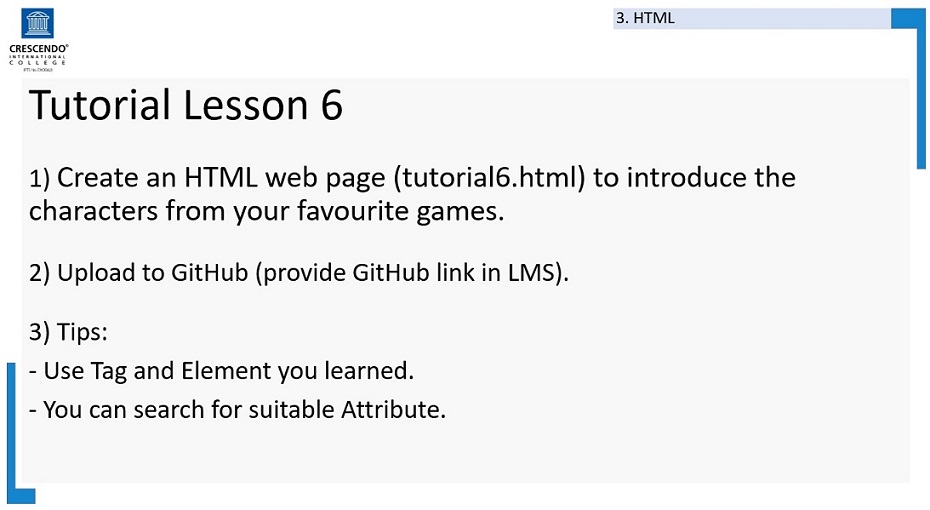 3. HTML
CRESCENDO®
INTERNATIONAL
COLLEGE
Tutorial Lesson 6
1) Create an HTML web page (tutorial6.html) to introduce the
characters from your favourite games.
2) Upload to GitHub (provide GitHub link in LMS).
3) Tips:
- Use Tag and Element you learned.
- You can search for suitable Attribute.